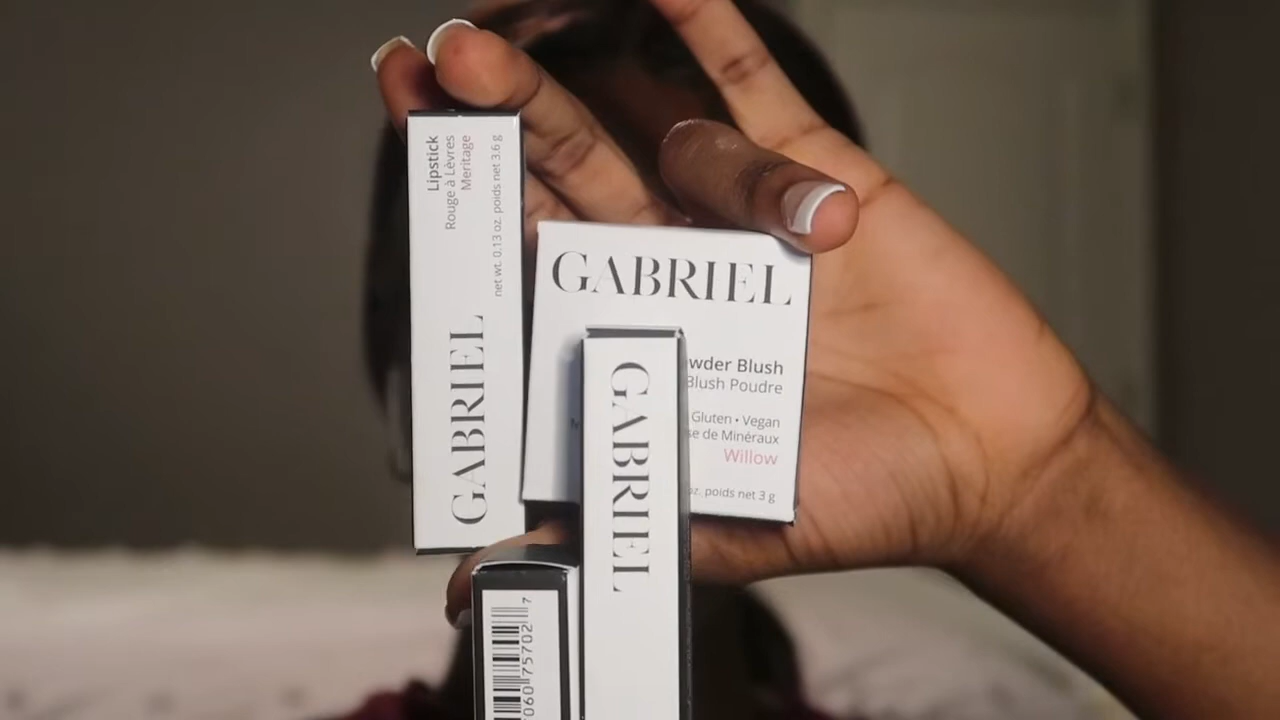 Lipstick
Rouge à Lèvres
Meritage
net wt. 0.13 oz. poids net 3.6 g
GABRIEL
GABRIEL
wder Blush
Blush Poudre
Gluten • Vegan
se de Minéraux
Willow
oz. poids net 3 g
GABRIEL
060 75702 7